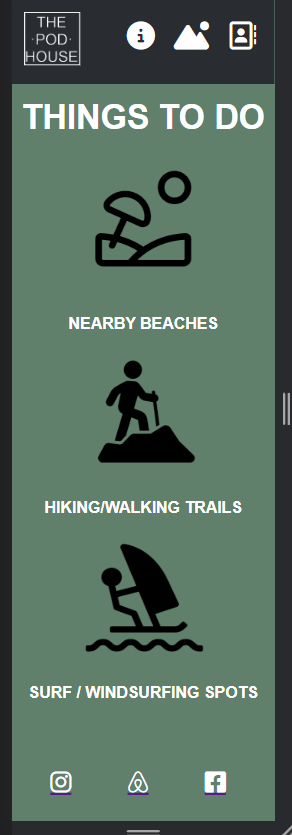 THE
·POD·
HOUSE
THINGS TO DO
NEARBY BEACHES
HIKING/WALKING TRAILS
SURF / WINDSURFING SPOTS